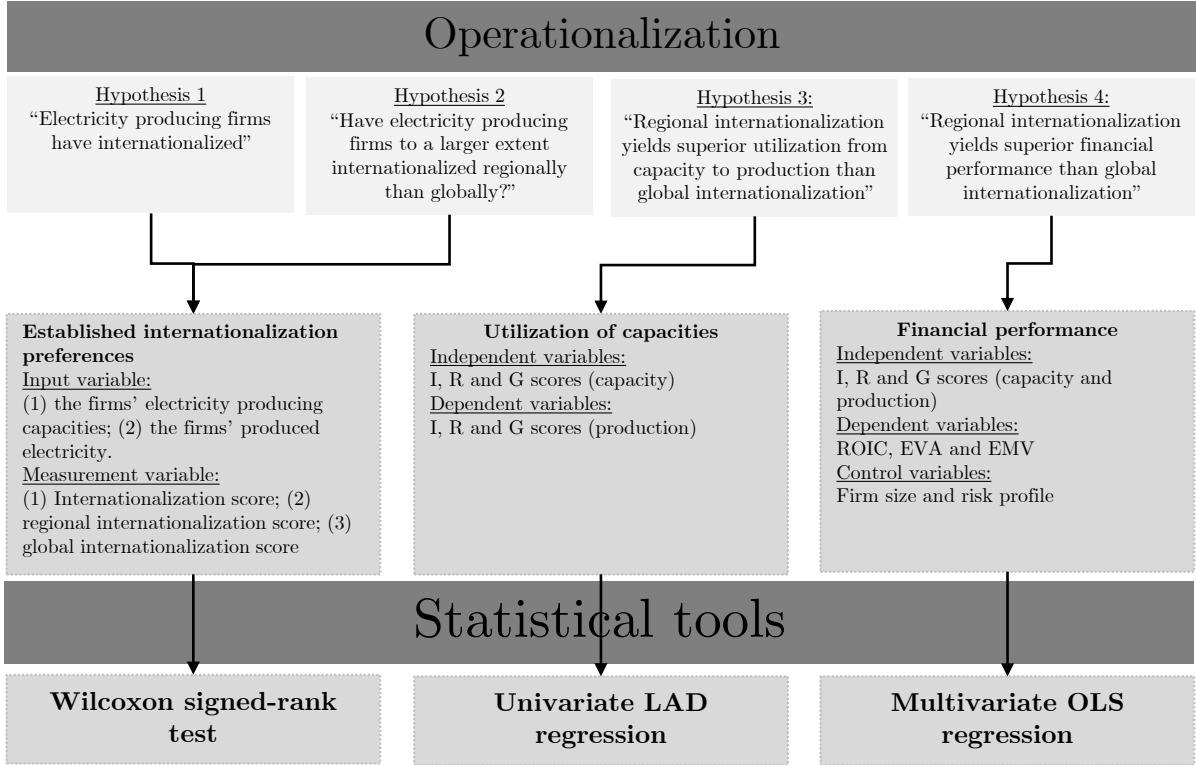 Operationalization
Hypothesis 1
“Electricity producing firms
have internationalized”
Hypothesis 2
“Have electricity producing
firms to a larger extent
internationalized regionally
than globally?”
Hypothesis 3:
“Regional internationalization
yields superior utilization from
capacity to production than
global internationalization”
Hypothesis 4:
“Regional internationalization
yields superior financial
performance than global
internationalization”
Established internationalization
preferences
Input variable:
(1) the firms’ electricity producing
capacities; (2) the firms’ produced
electricity.
Measurement variable:
(1) Internationalization score; (2)
regional internationalization score; (3)
global internationalization score
Utilization of capacities
Independent variables:
I, R and G scores (capacity)
Dependent variables:
I, R and G scores (production)
Financial performance
Independent variables:
I, R and G scores (capacity and
production)
Dependent variables:
ROIC, EVA and EMV
Control variables:
Firm size and risk profile
Statistical tools
Wilcoxon signed-rank
test
Univariate LAD
regression
Multivariate OLS
regression